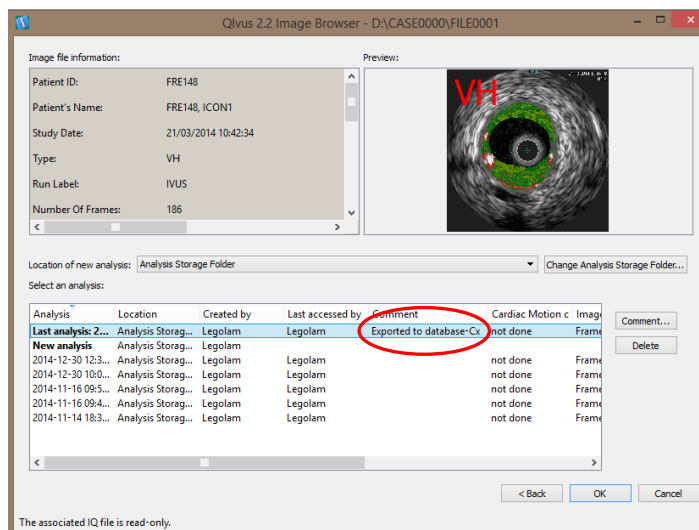 QIvus 2.2 Image Browser - D:\CASE0000\FILE0001
Image file information:
Preview:
Patient ID: FRE148
Patient's Name: FRE148, ICON1
Study Date: 21/03/2014 10:42:34
Type: VH
Run Label: IVUS
Number Of Frames: 186
VH
Location of new analysis: Analysis Storage Folder
Change Analysis Storage Folder...
Select an analysis:
Analysis Location Created by Last accessed by Comment Cardiac Motion c Imag
Last analysis: 2... Analysis Storag... Legolam Legolam Exported to database-Cx not done Frame
New analysis Analysis Storag... Legolam
2014-12-30 12:3... Analysis Storag... Legolam Legolam not done Frame
2014-12-30 10:0... Analysis Storag... Legolam Legolam not done Frame
2014-11-16 09:5... Analysis Storag... Legolam Legolam not done Frame
2014-11-16 09:4... Analysis Storag... Legolam Legolam not done Frame
2014-11-14 18:3... Analysis Storag... Legolam Legolam not done Frame
Comment...
Delete
< Back OK Cancel
The associated IQ file is read-only.